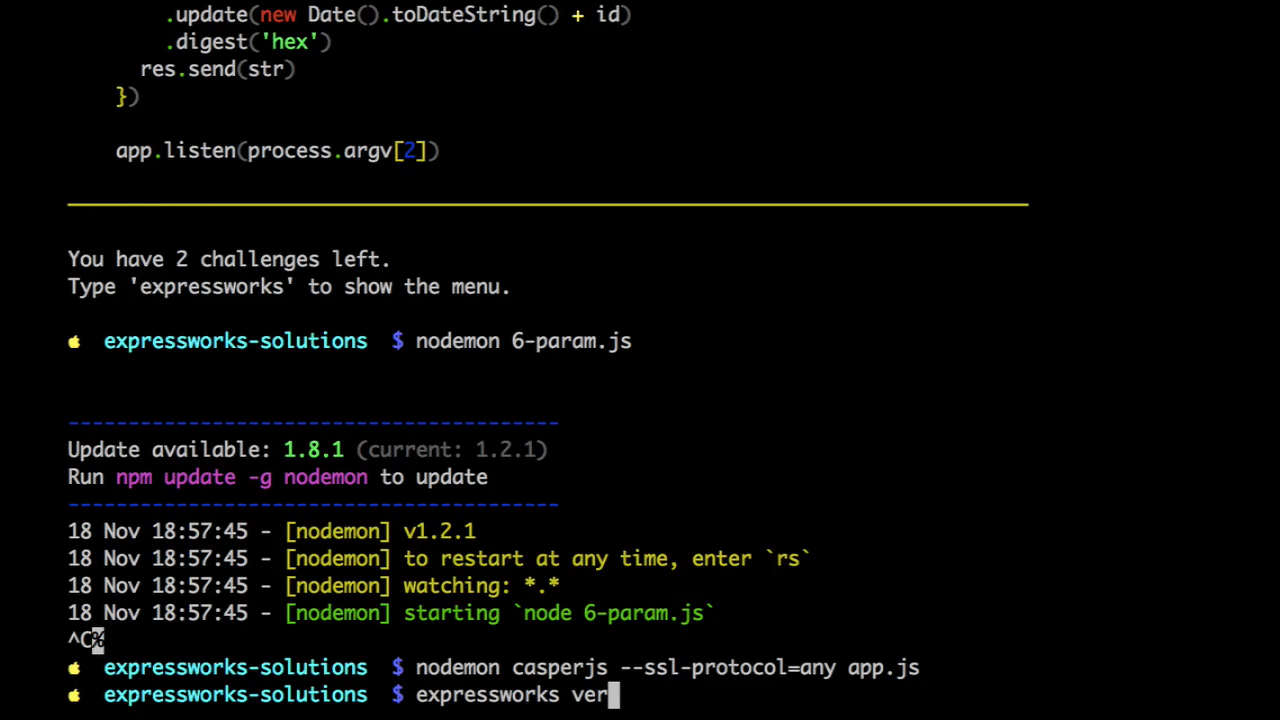 .update(new Date().toDateString() + id)
.digest('hex')
res.send(str)
})
app.listen(process.argv[2])
You have 2 challenges left.
Type 'expressworks' to show the menu.
expressworks-solutions $ nodemon 6-param.js
----------------------------------------
Update available: 1.8.1 (current: 1.2.1)
Run npm update -g nodemon to update
----------------------------------------
18 Nov 18:57:45 - [nodemon] v1.2.1
18 Nov 18:57:45 - [nodemon] to restart at any time, enter `rs`
18 Nov 18:57:45 - [nodemon] watching: *.*
18 Nov 18:57:45 - [nodemon] starting `node 6-param.js`
^C%
expressworks-solutions $ nodemon casperjs --ssl-protocol=any app.js
expressworks-solutions $ expressworks ver